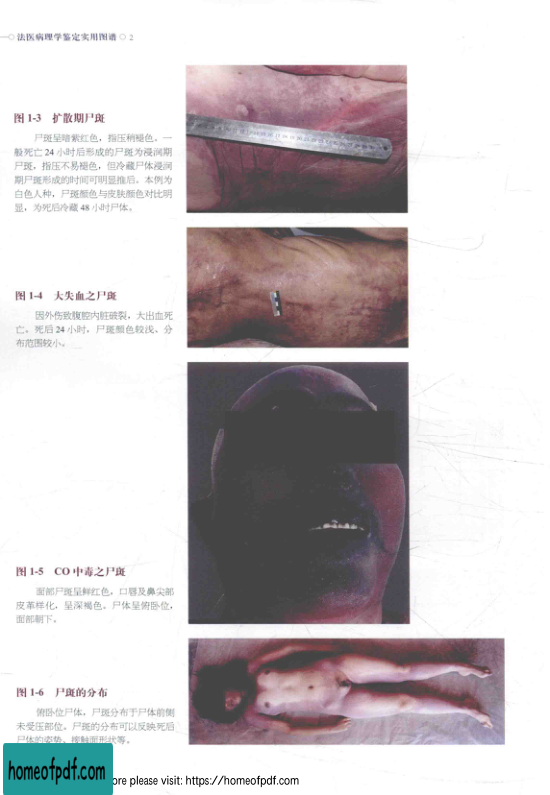 法医病理学鉴定实用图谱 2
图 1-3 扩散期尸斑
尸斑呈暗紫红色，指压稍褪色。一
般死亡 24 小时后形成的尸斑为浸润期
尸斑，指压不易褪色，但冷藏尸体浸润
期尸斑形成的时间可明显推后。本例为
白色人种，尸斑颜色与皮肤颜色对比明
显，为死后冷藏 48 小时尸体。
图 1-4 大失血之尸斑
因外伤致腹腔内脏破裂，大出血死
亡。死后 24 小时，尸斑颜色较浅、分
布范围较小。
图 1-5 CO 中毒之尸斑
面部尸斑呈鲜红色，口唇及鼻尖部
皮革样化，呈深褐色。尸体呈俯卧位，
面部朝下。
图 1-6 尸斑的分布
俯卧位尸体，尸斑分布于尸体前侧
未受压部位。尸斑的分布可以反映死后
尸体的姿势、接触面形状等。
homeofpdf.com
ore please visit: https://homeofpdf.com